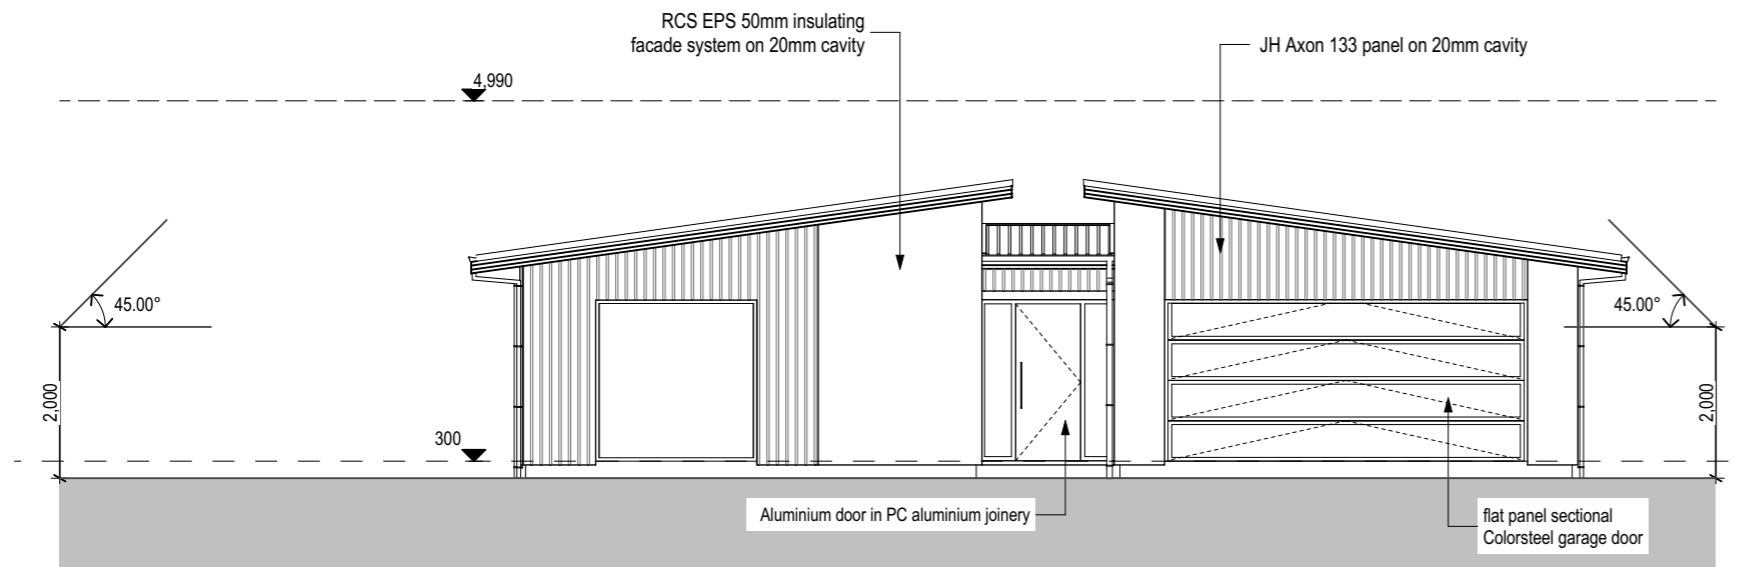 RCS EPS 50mm insulating
facade system on 20mm cavity
JH Axon 133 panel on 20mm cavity
4,990
45.00°
45.00°
2,000
2,000
300
Aluminium door in PC aluminium joinery
flat panel sectional
Colorsteel garage door